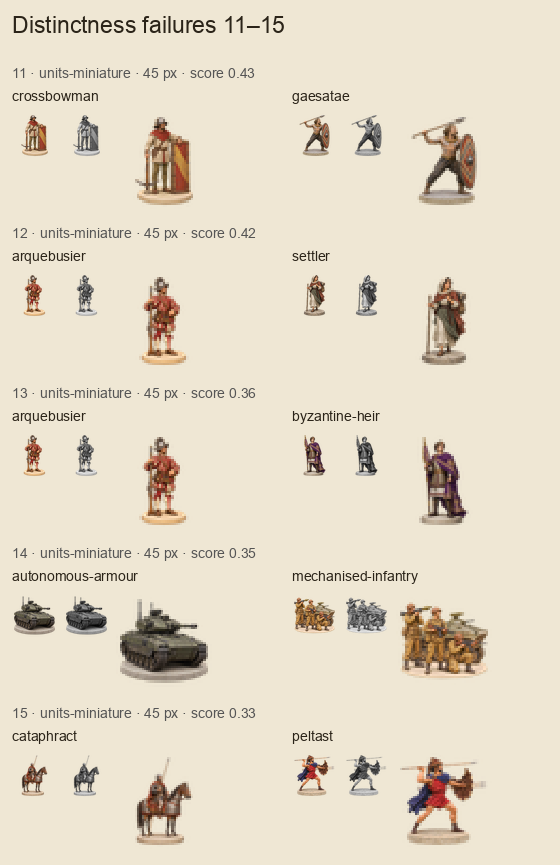 Distinctness failures 11–15
11 · units-miniature · 45 px · score 0.43
crossbowman gaesatae
12 · units-miniature · 45 px · score 0.42
arquebusier settler
13 · units-miniature · 45 px · score 0.36
arquebusier byzantine-heir
14 · units-miniature · 45 px · score 0.35
autonomous-armour mechanised-infantry
15 · units-miniature · 45 px · score 0.33
cataphract peltast